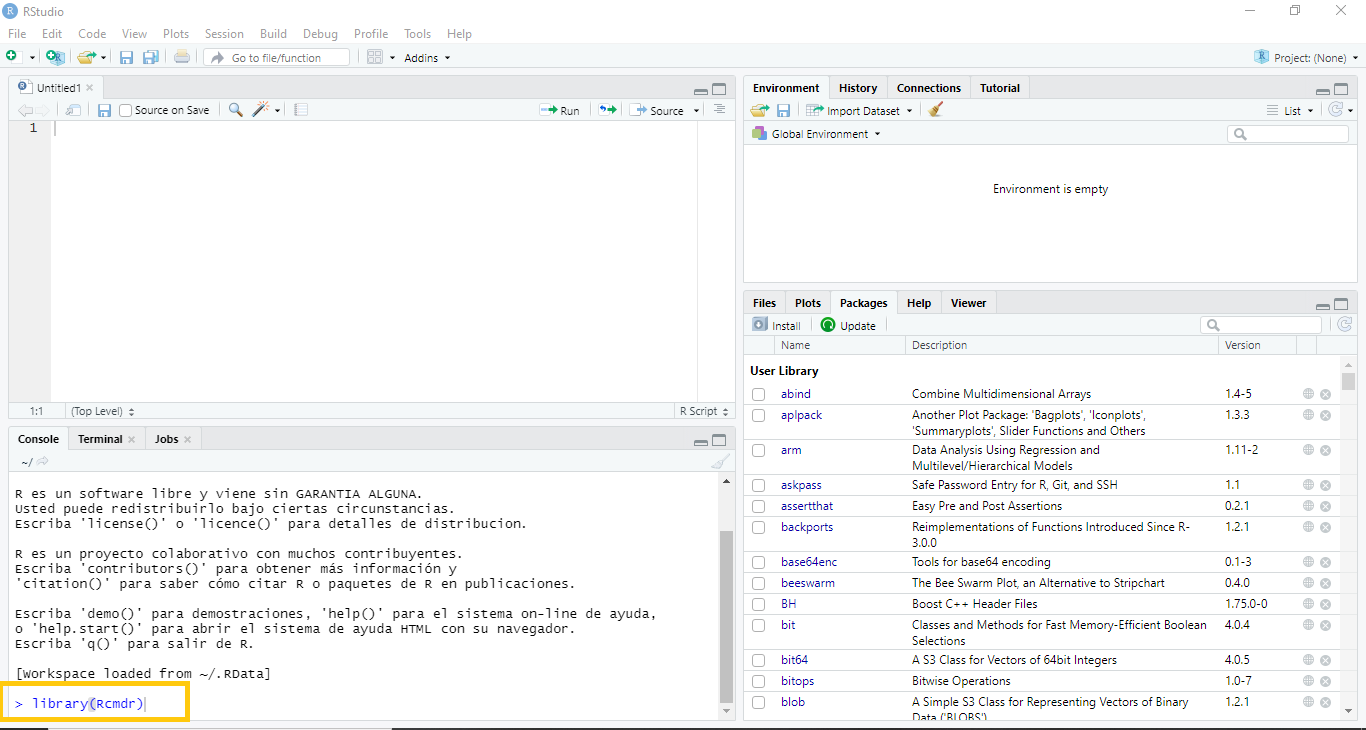 RStudio
File Edit Code View Plots Session Build Debug Profile Tools Help
Go to file/function Addins Project: (None)
Untitled1
Source on Save Run Source
1
1:1 (Top Level) R Script
Console Terminal Jobs
~/
R es un software libre y viene sin GARANTIA ALGUNA.
Usted puede redistribuirlo bajo ciertas circunstancias.
Escriba 'license()' o 'licence()' para detalles de distribucion.
R es un proyecto colaborativo con muchos contribuyentes.
Escriba 'contributors()' para obtener más información y
'citation()' para saber cómo citar R o paquetes de R en publicaciones.
Escriba 'demo()' para demostraciones, 'help()' para el sistema on-line de ayuda,
o 'help.start()' para abrir el sistema de ayuda HTML con su navegador.
Escriba 'q()' para salir de R.
[Workspace loaded from ~/.RData]
> library(Rcmdr)
Environment History Connections Tutorial
Import Dataset List
Global Environment
Environment is empty
Files Plots Packages Help Viewer
Install Update
Name Description Version
User Library
abind Combine Multidimensional Arrays 1.4-5
aplpack Another Plot Package: 'Bagplots', 'Iconplots', 1.3.3
'Summaryplots', Slider Functions and Others
arm Data Analysis Using Regression and 1.11-2
Multilevel/Hierarchical Models
askpass Safe Password Entry for R, Git, and SSH 1.1
assertthat Easy Pre and Post Assertions 0.2.1
backports Reimplementations of Functions Introduced Since R- 1.2.1
3.0.0
base64enc Tools for base64 encoding 0.1-3
beeswarm The Bee Swarm Plot, an Alternative to Stripchart 0.4.0
BH Boost C++ Header Files 1.75.0-0
bit Classes and Methods for Fast Memory-Efficient Boolean 4.0.4
Selections
bit64 A S3 Class for Vectors of 64bit Integers 4.0.5
bitops Bitwise Operations 1.0-7
blob A Simple S3 Class for Representing Vectors of Binary 1.2.1
Data ('BLOBS')